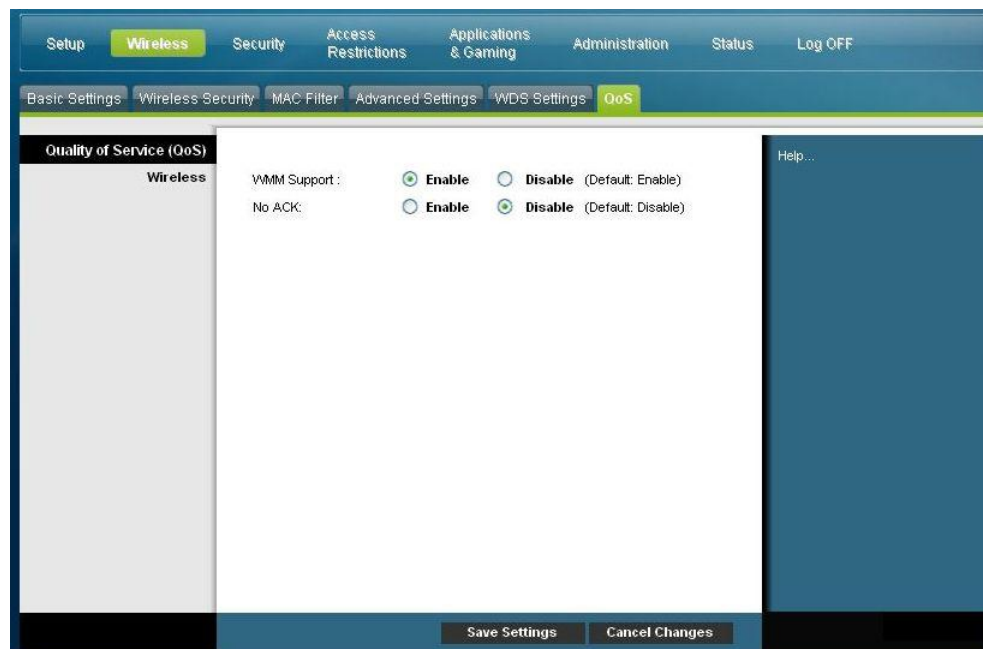 Setup Wireless Security Access Restrictions Applications & Gaming Administration Status Log OFF
Basic Settings Wireless Security MAC Filter Advanced Settings WDS Settings QoS
Quality of Service (QoS)
Help...
Wireless
WMM Support : Enable Disable (Default: Enable)
No ACK: Enable Disable (Default: Disable)
Save Settings Cancel Changes